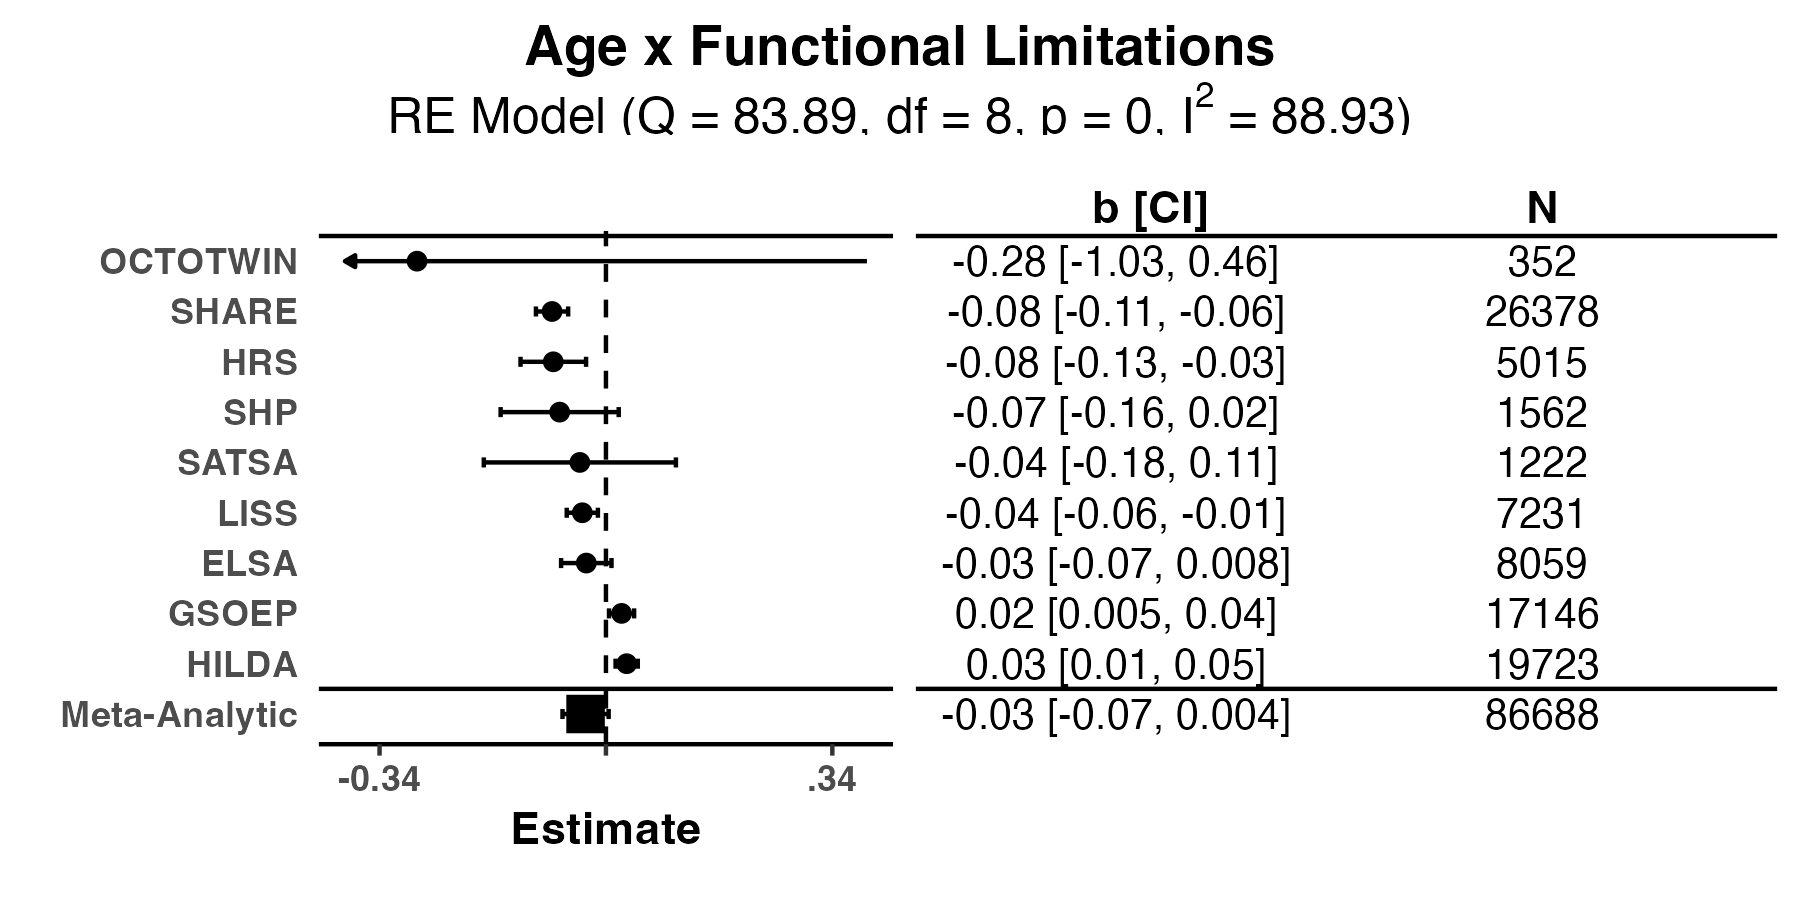 Age x Functional Limitations
RE Model (Q = 83.89, df = 8, p = 0, I² = 88.93)
b [CI] N
OCTOTWIN -0.28 [-1.03, 0.46] 352
SHARE -0.08 [-0.11, -0.06] 26378
HRS -0.08 [-0.13, -0.03] 5015
SHP -0.07 [-0.16, 0.02] 1562
SATSA -0.04 [-0.18, 0.11] 1222
LISS -0.04 [-0.06, -0.01] 7231
ELSA -0.03 [-0.07, 0.008] 8059
GSOEP 0.02 [0.005, 0.04] 17146
HILDA 0.03 [0.01, 0.05] 19723
Meta-Analytic -0.03 [-0.07, 0.004] 86688
-0.34 .34
Estimate